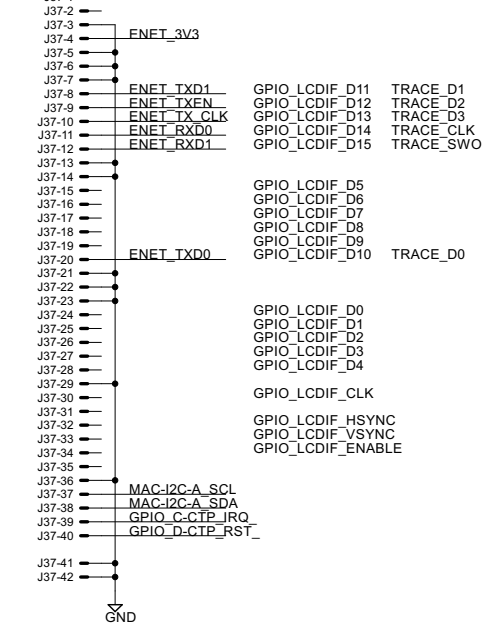 J37-2
J37-3
J37-4 ENET_3V3
J37-5
J37-6
J37-7
J37-8 ENET_TXD1 GPIO_LCDIF_D11 TRACE_D1
J37-9 ENET_TXEN GPIO_LCDIF_D12 TRACE_D2
J37-10 ENET_TX_CLK GPIO_LCDIF_D13 TRACE_D3
J37-11 ENET_RXD0 GPIO_LCDIF_D14 TRACE_CLK
J37-12 ENET_RXD1 GPIO_LCDIF_D15 TRACE_SWO
J37-13
J37-14
J37-15 GPIO_LCDIF_D5
J37-16 GPIO_LCDIF_D6
J37-17 GPIO_LCDIF_D7
J37-18 GPIO_LCDIF_D8
J37-19 GPIO_LCDIF_D9
J37-20 ENET_TXD0 GPIO_LCDIF_D10 TRACE_D0
J37-21
J37-22
J37-23
J37-24 GPIO_LCDIF_D0
J37-25 GPIO_LCDIF_D1
J37-26 GPIO_LCDIF_D2
J37-27 GPIO_LCDIF_D3
J37-28 GPIO_LCDIF_D4
J37-29
J37-30 GPIO_LCDIF_CLK
J37-31
J37-32 GPIO_LCDIF_HSYNC
J37-33 GPIO_LCDIF_VSYNC
J37-34 GPIO_LCDIF_ENABLE
J37-35
J37-36
J37-37 MAC-I2C-A_SCL
J37-38 MAC-I2C-A_SDA
J37-39 GPIO_C-CTP_IRQ_
J37-40 GPIO_D-CTP_RST_
J37-41
J37-42
GND